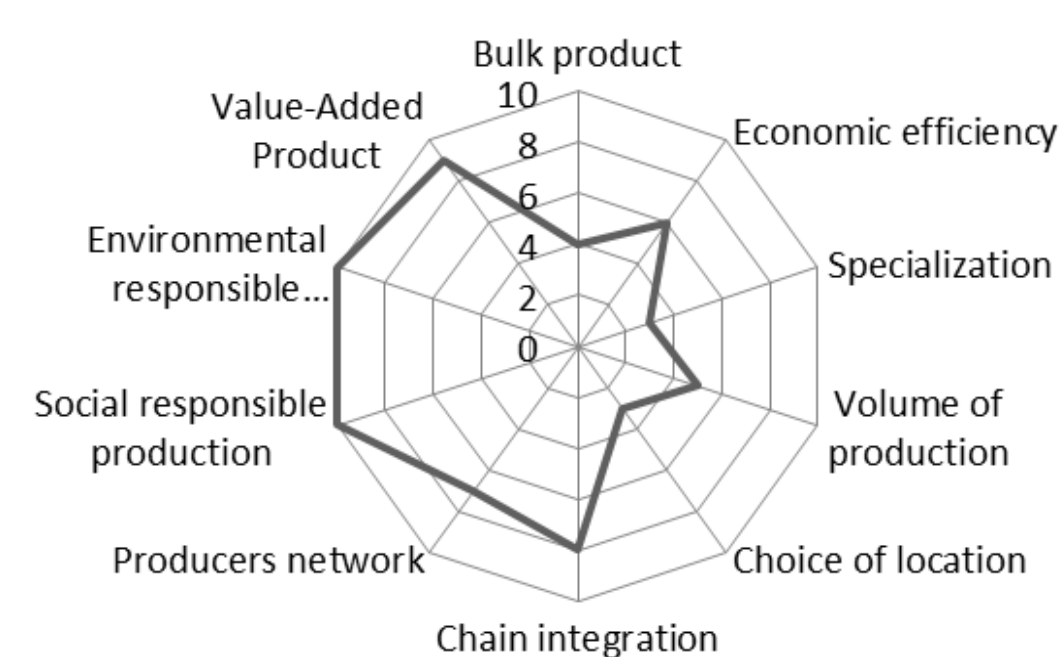 Bulk product
10
8
6
4
2
0
Economic efficiency
Specialization
Volume of
production
Choice of location
Chain integration
Producers network
Social responsible
production
Environmental
responsible...
Value-Added
Product